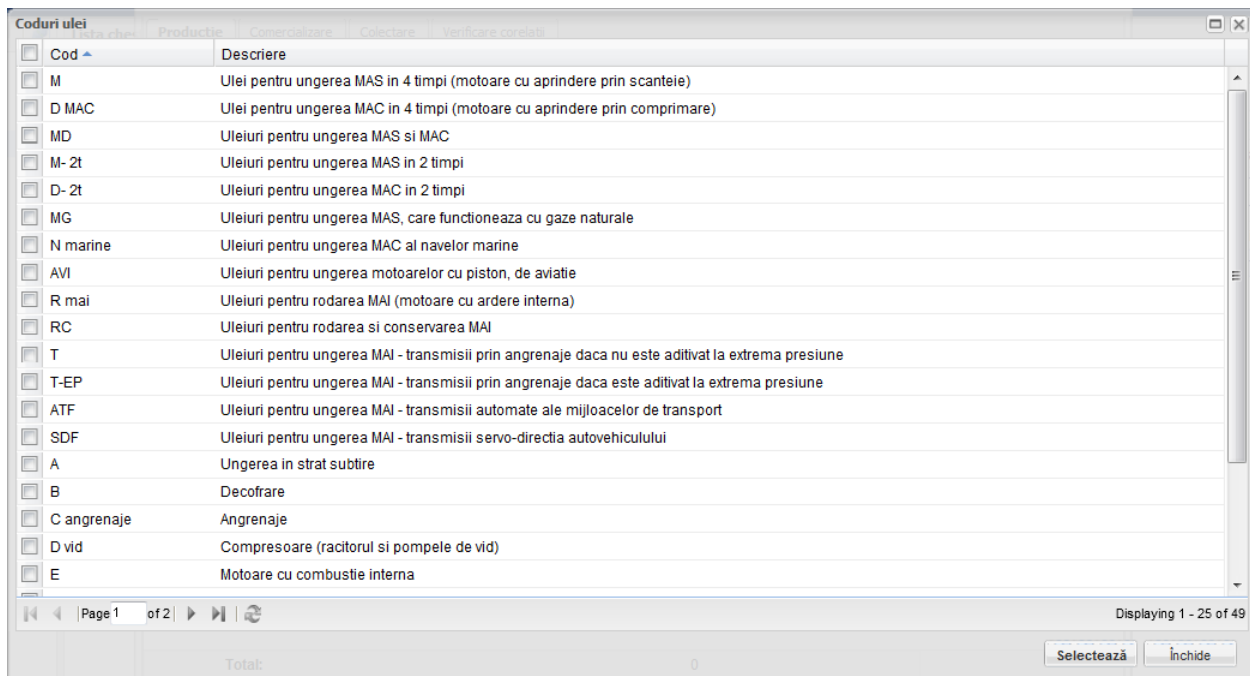 Coduri ulei
Lista che Productie Comercializare Colectare Verificare corelatii
Cod Descriere
M Ulei pentru ungerea MAS in 4 timpi (motoare cu aprindere prin scanteie)
D MAC Ulei pentru ungerea MAC in 4 timpi (motoare cu aprindere prin comprimare)
MD Uleiuri pentru ungerea MAS si MAC
M- 2t Uleiuri pentru ungerea MAS in 2 timpi
D- 2t Uleiuri pentru ungerea MAC in 2 timpi
MG Uleiuri pentru ungerea MAS, care functioneaza cu gaze naturale
N marine Uleiuri pentru ungerea MAC al navelor marine
AVI Uleiuri pentru ungerea motoarelor cu piston, de aviatie
R mai Uleiuri pentru rodarea MAI (motoare cu ardere interna)
RC Uleiuri pentru rodarea si conservarea MAI
T Uleiuri pentru ungerea MAI - transmisii prin angrenaje daca nu este aditivat la extrema presiune
T-EP Uleiuri pentru ungerea MAI - transmisii prin angrenaje daca este aditivat la extrema presiune
ATF Uleiuri pentru ungerea MAI - transmisii automate ale mijloacelor de transport
SDF Uleiuri pentru ungerea MAI - transmisii servo-directia autovehiculului
A Ungerea in strat subtire
B Decofrare
C angrenaje Angrenaje
D vid Compresoare (racitorul si pompele de vid)
E Motoare cu combustie interna
Page 1 of 2 Displaying 1 - 25 of 49
Selectează Închide
Total: 0